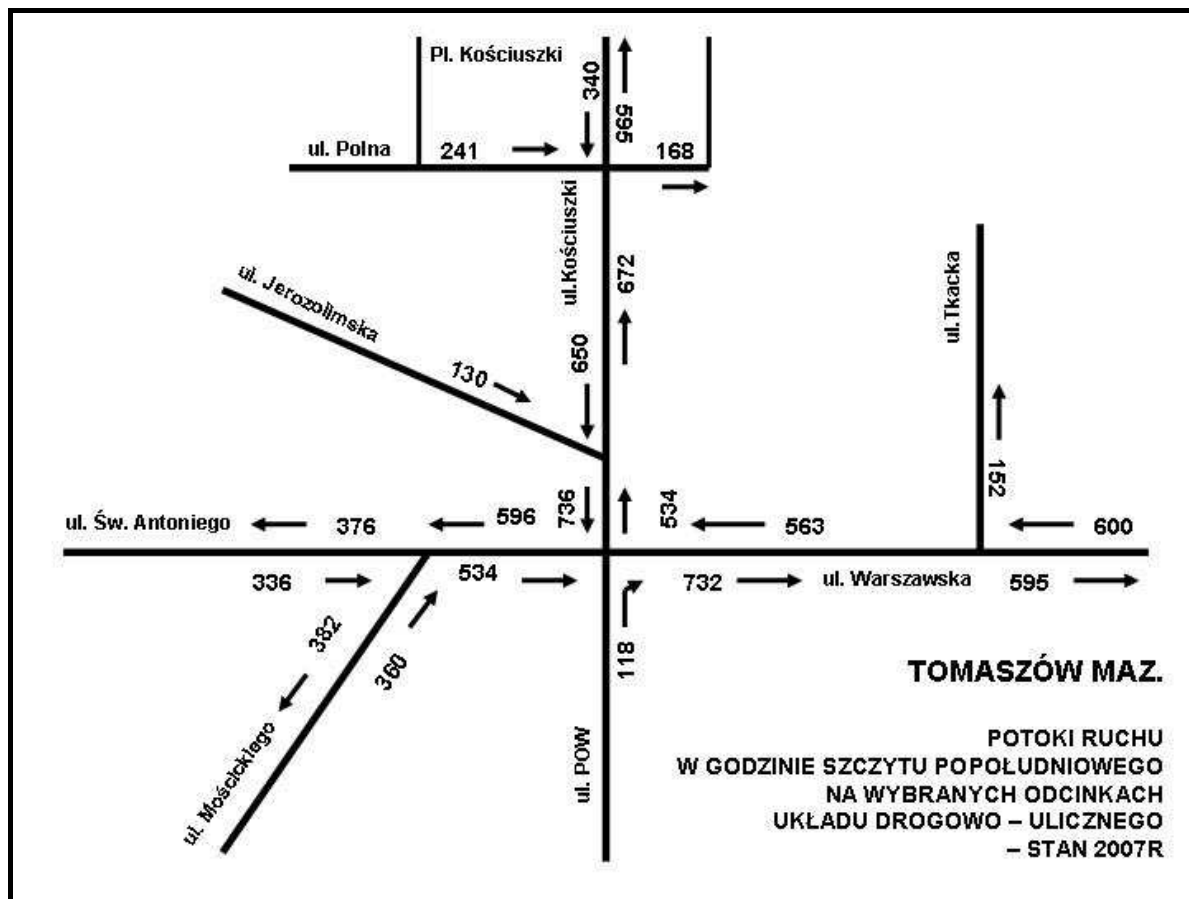 Pl. Kościuszki
340
595
ul. Polna
241
168
ul.Kościuszki
672
ul. Jerozolimska
130
650
ul.Tkacka
152
ul. Św. Antoniego
376
596
736
534
563
600
336
534
732
ul. Warszawska
595
382
360
118
ul. Mościckiego
ul. POW
TOMASZÓW MAZ.
POTOKI RUCHU
W GODZINIE SZCZYTU POPOŁUDNIOWEGO
NA WYBRANYCH ODCINKACH
UKŁADU DROGOWO – ULICZNEGO
– STAN 2007R